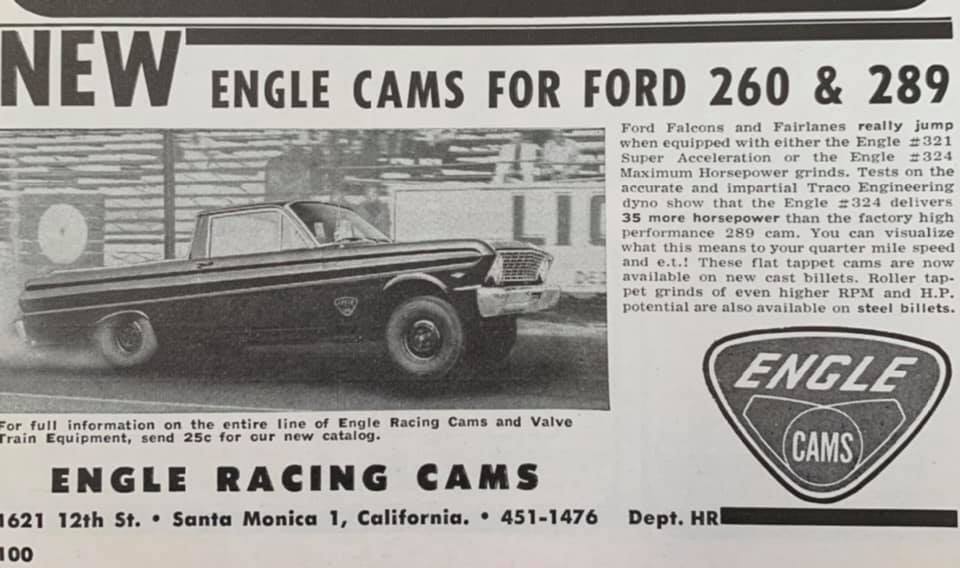 NEW ENGLE CAMS FOR FORD 260 & 289
Ford Falcons and Fairlanes really jump
when equipped with either the Engle #321
Super Acceleration or the Engle #324
Maximum Horsepower grinds. Tests on the
accurate and impartial Traco Engineering
dyno show that the Engle #324 delivers
35 more horsepower than the factory high
performance 289 cam. You can visualize
what this means to your quarter mile speed
and e.t.! These flat tappet cams are now
available on new cast billets. Roller tap-
pet grinds of even higher RPM and H.P.
potential are also available on steel billets.
LIO
ENGLE
For full information on the entire line of Engle Racing Cams and Valve
Train Equipment, send 25c for our new catalog.
ENGLE
CAMS
ENGLE RACING CAMS
1621 12th St. • Santa Monica 1, California. • 451-1476 Dept. HR
100